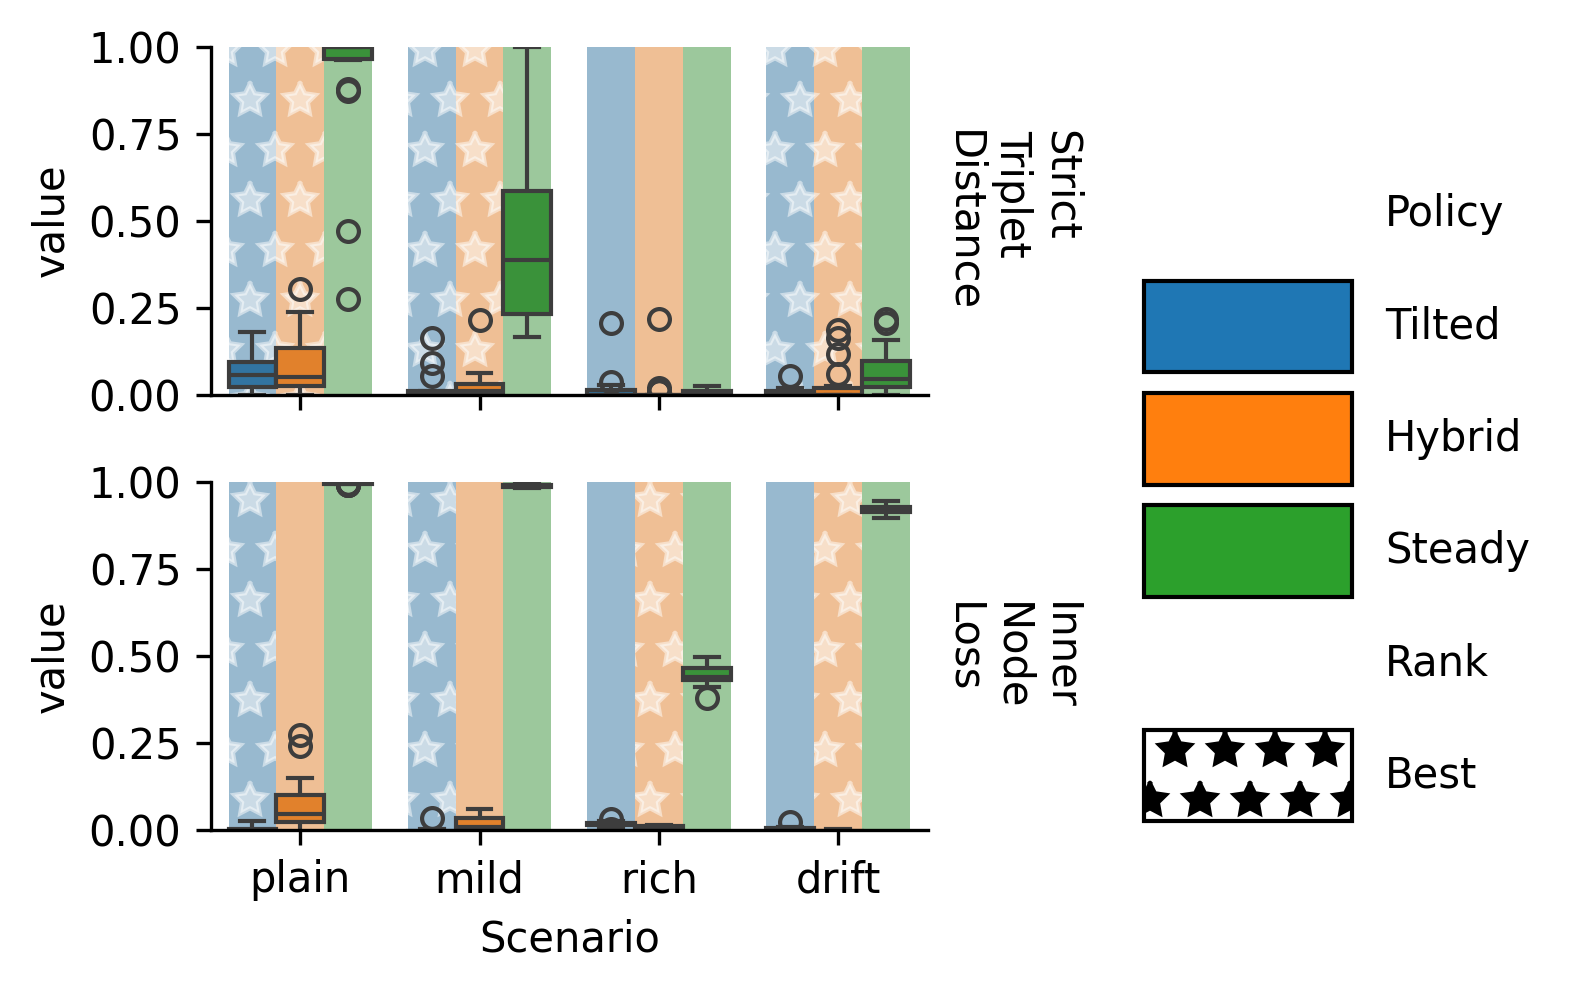 1.00
0.75
0.50
0.25
0.00
value
Strict
Triplet
Distance
1.00
0.75
0.50
0.25
0.00
value
Inner
Node
Loss
plain
mild
rich
drift
Scenario
Policy
Tilted
Hybrid
Steady
Rank
Best